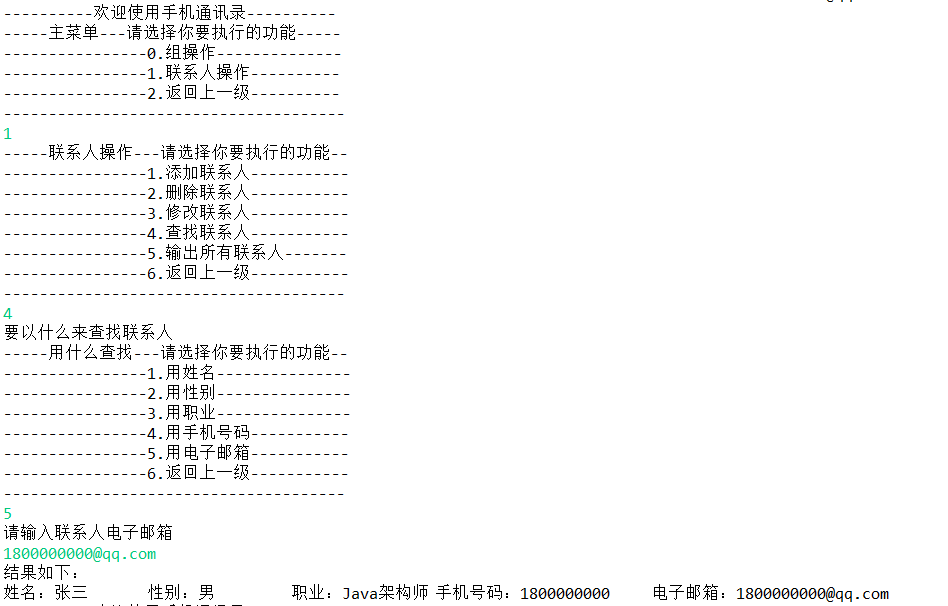 ----------欢迎使用手机通讯录----------
-----主菜单---请选择你要执行的功能-----
----------------0.组操作--------------
----------------1.联系人操作----------
----------------2.返回上一级----------
--------------------------------------
1
-----联系人操作---请选择你要执行的功能--
----------------1.添加联系人-----------
----------------2.删除联系人-----------
----------------3.修改联系人-----------
----------------4.查找联系人-----------
----------------5.输出所有联系人-------
----------------6.返回上一级-----------
--------------------------------------
4
要以什么来查找联系人
-----用什么查找---请选择你要执行的功能--
----------------1.用姓名---------------
----------------2.用性别---------------
----------------3.用职业---------------
----------------4.用手机号码-----------
----------------5.用电子邮箱-----------
----------------6.返回上一级-----------
--------------------------------------
5
请输入联系人电子邮箱
1800000000@qq.com
结果如下：
姓名：张三 性别：男 职业：Java架构师 手机号码：1800000000 电子邮箱：1800000000@qq.com